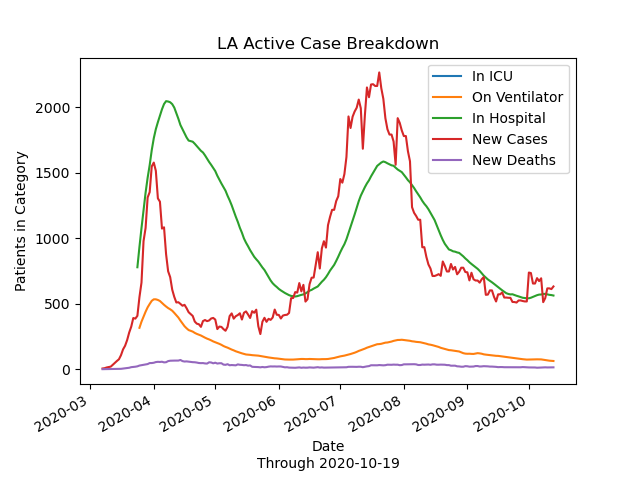 LA Active Case Breakdown
In ICU
On Ventilator
In Hospital
New Cases
New Deaths
Patients in Category
2000
1500
1000
500
0
2020-03
2020-04
2020-05
2020-06
2020-07
2020-08
2020-09
2020-10
Date
Through 2020-10-19